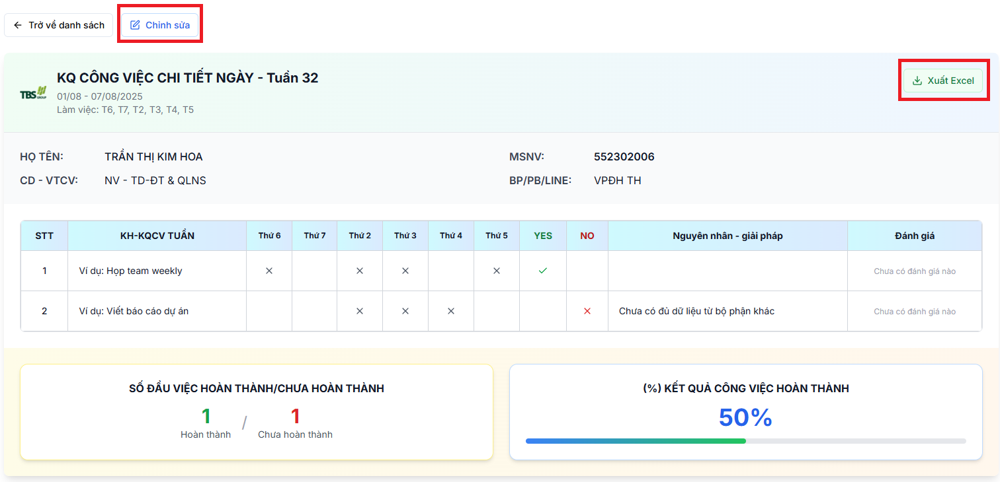 Trở về danh sách
Chỉnh sửa
TBS GROUP
KQ CÔNG VIỆC CHI TIẾT NGÀY - Tuần 32
01/08 - 07/08/2025
Làm việc: T6, T7, T2, T3, T4, T5
Xuất Excel
HỌ TÊN: TRẦN THỊ KIM HOA MSNV: 552302006
CD - VTCV: NV - TD-ĐT & QLNS BP/PB/LINE: VPĐH TH
STT KH-KQCV TUẦN Thứ 6 Thứ 7 Thứ 2 Thứ 3 Thứ 4 Thứ 5 YES NO Nguyên nhân - giải pháp Đánh giá
1 Ví dụ: Họp team weekly × × × × ✓ Chưa có đánh giá nào
2 Ví dụ: Viết báo cáo dự án × × × × Chưa có đủ dữ liệu từ bộ phận khác Chưa có đánh giá nào
SỐ ĐẦU VIỆC HOÀN THÀNH/CHƯA HOÀN THÀNH
1 / 1
Hoàn thành Chưa hoàn thành
(%) KẾT QUẢ CÔNG VIỆC HOÀN THÀNH
50%